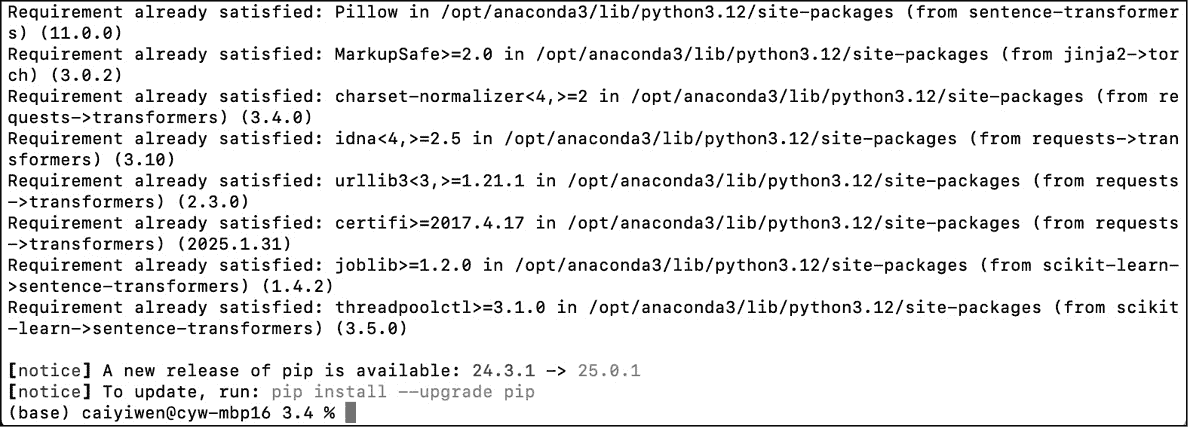 Requirement already satisfied: Pillow in /opt/anaconda3/lib/python3.12/site-packages (from sentence-transformer
s) (11.0.0)
Requirement already satisfied: MarkupSafe>=2.0 in /opt/anaconda3/lib/python3.12/site-packages (from jinja2->tor
ch) (3.0.2)
Requirement already satisfied: charset-normalizer<4,>=2 in /opt/anaconda3/lib/python3.12/site-packages (from re
quests->transformers) (3.4.0)
Requirement already satisfied: idna<4,>=2.5 in /opt/anaconda3/lib/python3.12/site-packages (from requests->tran
sformers) (3.10)
Requirement already satisfied: urllib3<3,>=1.21.1 in /opt/anaconda3/lib/python3.12/site-packages (from requests
->transformers) (2.3.0)
Requirement already satisfied: certifi>=2017.4.17 in /opt/anaconda3/lib/python3.12/site-packages (from requests
->transformers) (2025.1.31)
Requirement already satisfied: joblib>=1.2.0 in /opt/anaconda3/lib/python3.12/site-packages (from scikit-learn-
>sentence-transformers) (1.4.2)
Requirement already satisfied: threadpoolctl>=3.1.0 in /opt/anaconda3/lib/python3.12/site-packages (from scikit
-learn->sentence-transformers) (3.5.0)
[notice] A new release of pip is available: 24.3.1 -> 25.0.1
[notice] To update, run: pip install --upgrade pip
(base) caiyiwen@cyw-mbp16 3.4 %